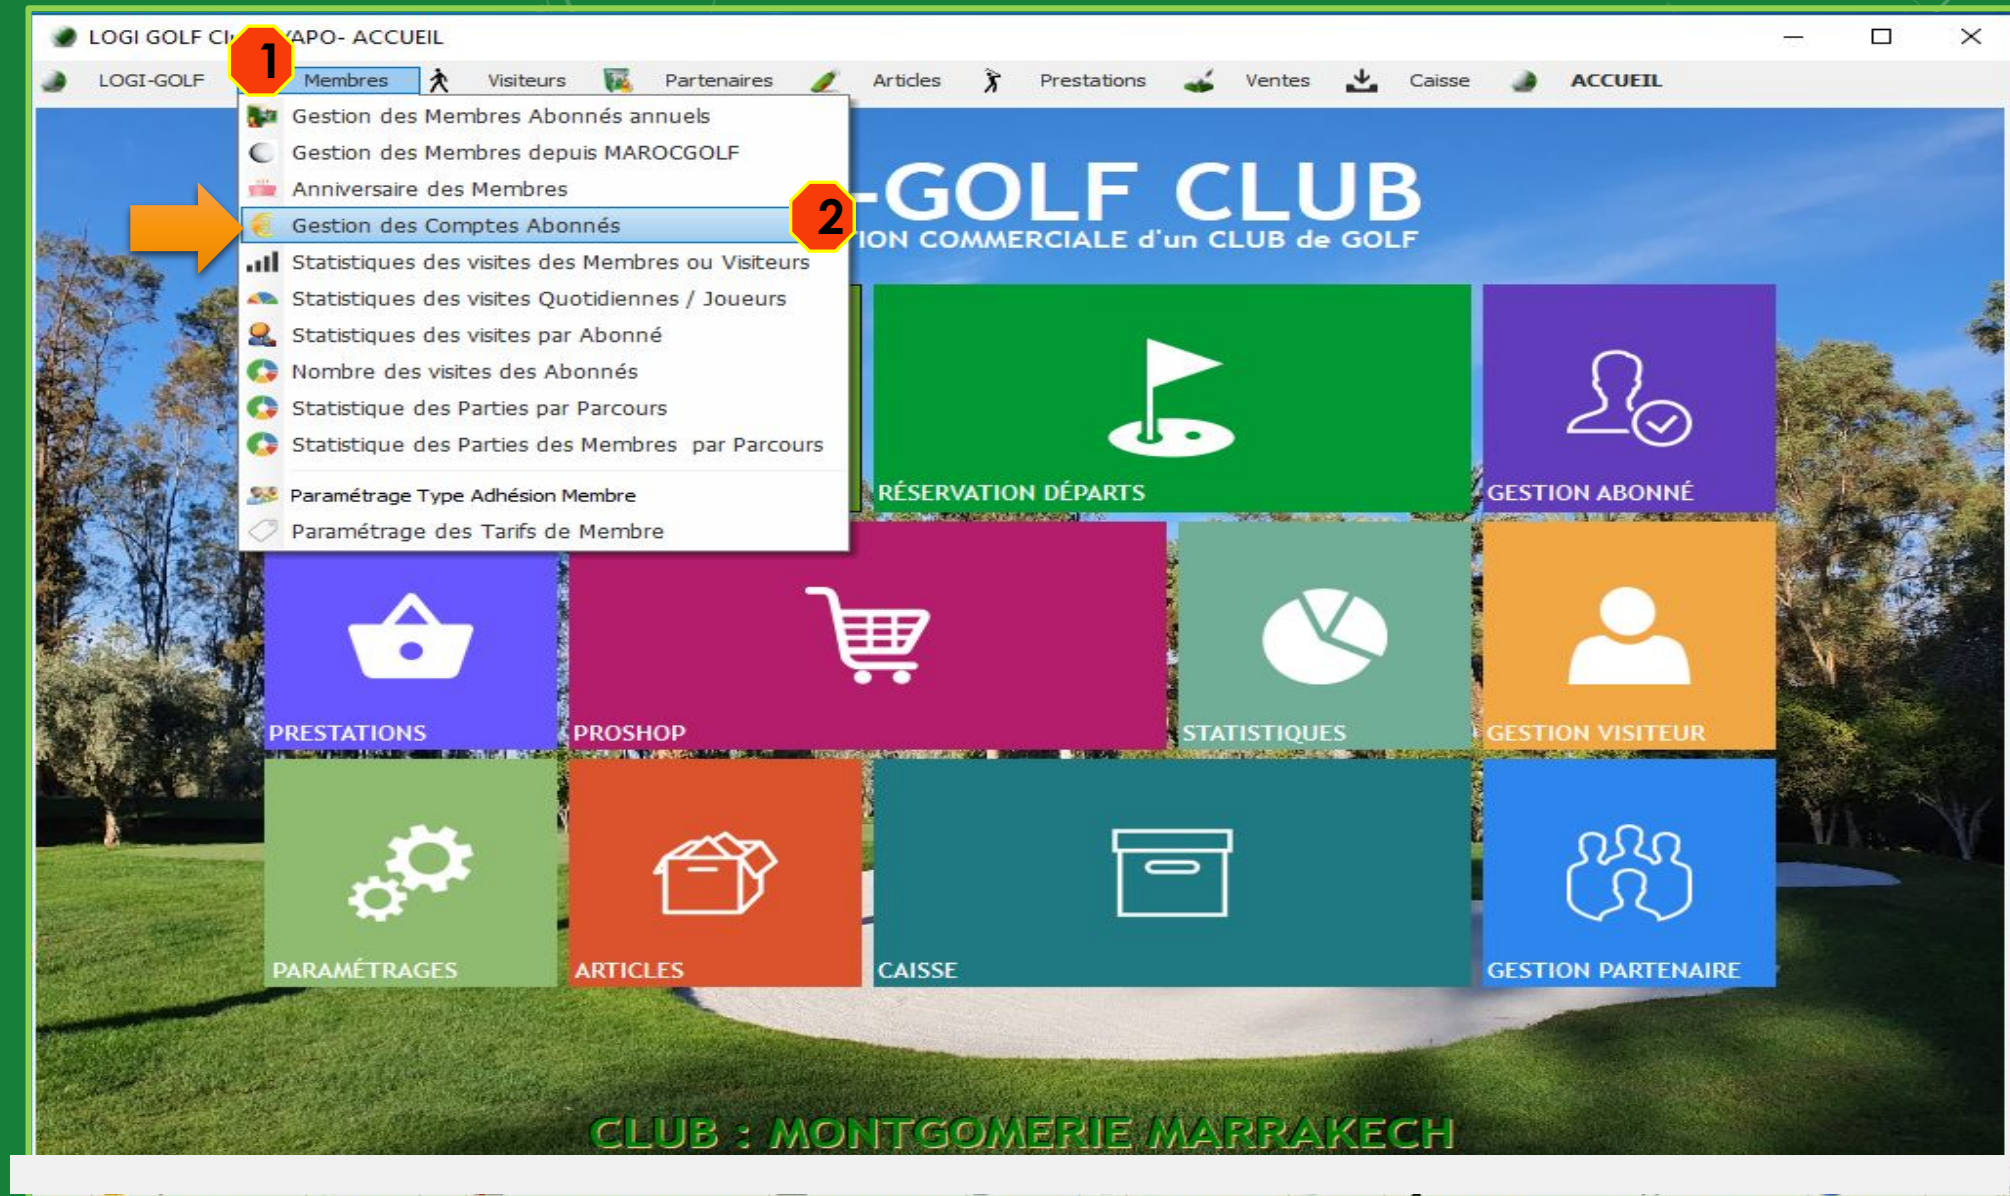 LOGI GOLF Cl VAPO- ACCUEIL
LOGI-GOLF Membres Visiteurs Partenaires Articles Prestations Ventes Caisse ACCUEIL
1
Gestion des Membres Abonnés annuels
Gestion des Membres depuis MAROCGOLF
Anniversaire des Membres
Gestion des Comptes Abonnés
2
Statistiques des visites des Membres ou Visiteurs
Statistiques des visites Quotidiennes / Joueurs
Statistiques des visites par Abonné
Nombre des visites des Abonnés
Statistique des Parties par Parcours
Statistique des Parties des Membres par Parcours
Paramétrage Type Adhésion Membre
Paramétrage des Tarifs de Membre
-GOLF CLUB
ION COMMERCIALE d'un CLUB de GOLF
RÉSERVATION DÉPARTS
GESTION ABONNÉ
PRESTATIONS
PROSHOP
STATISTIQUES
GESTION VISITEUR
PARAMÉTRAGES
ARTICLES
CAISSE
GESTION PARTENAIRE
CLUB : MONTGOMERIE MARRAKECH